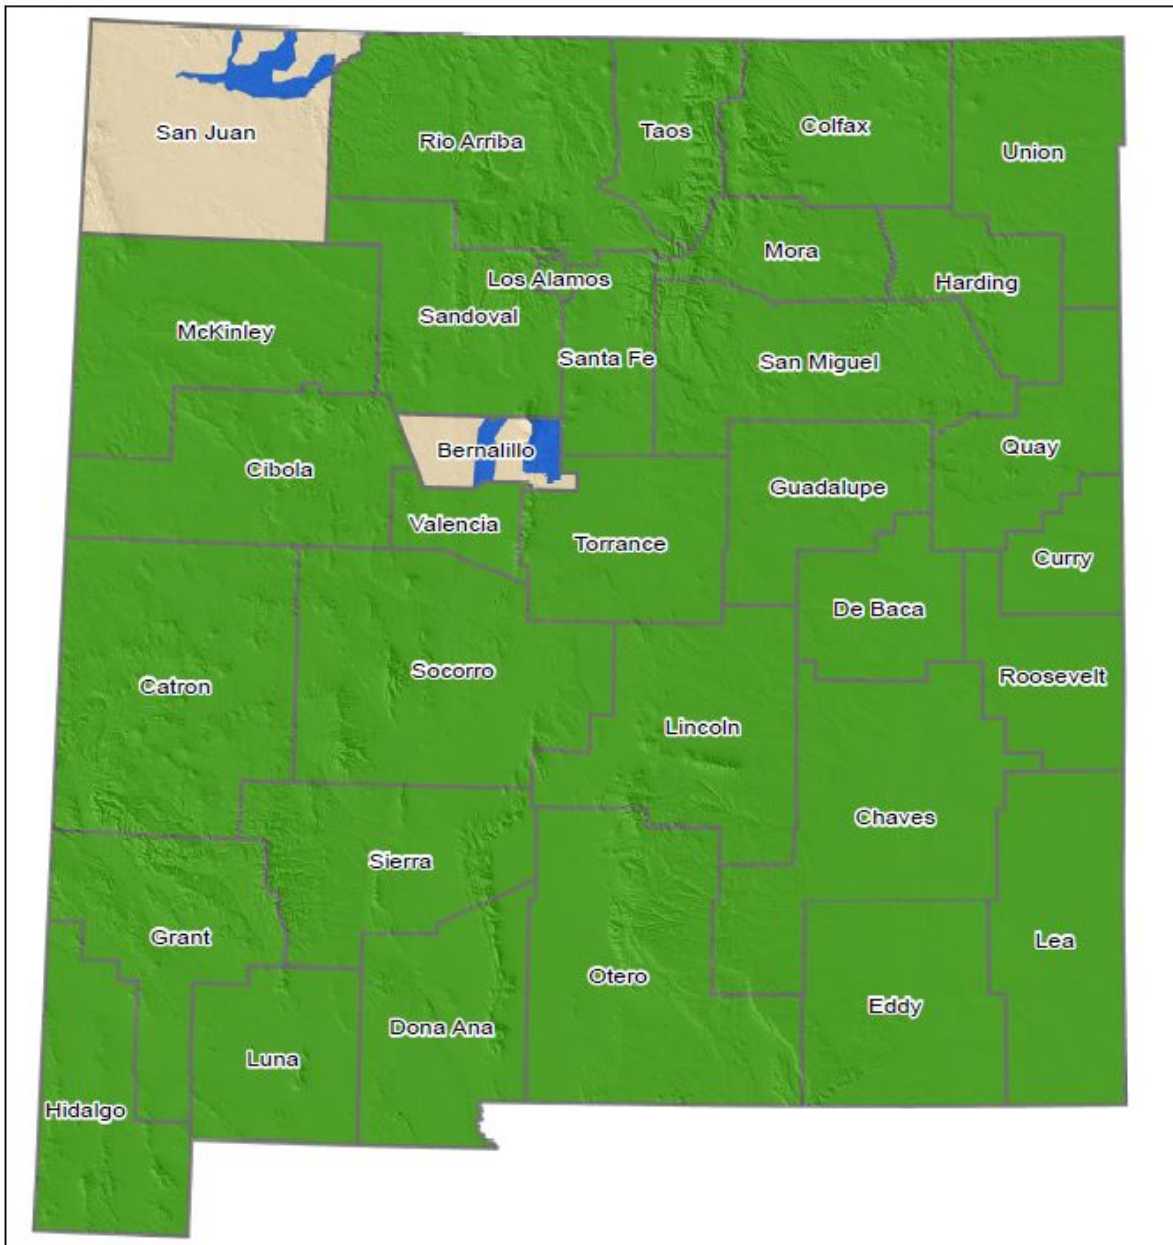 San Juan
Rio Arriba
Taos
Colfax
Union
Mora
Los Alamos
Harding
Sandoval
McKinley
Santa Fe
San Miguel
Bernalillo
Quay
Cibola
Guadalupe
Valencia
Torrance
Curry
De Baca
Socorro
Roosevelt
Catron
Lincoln
Chaves
Sierra
Grant
Lea
Otero
Eddy
Dona Ana
Luna
Hidalgo